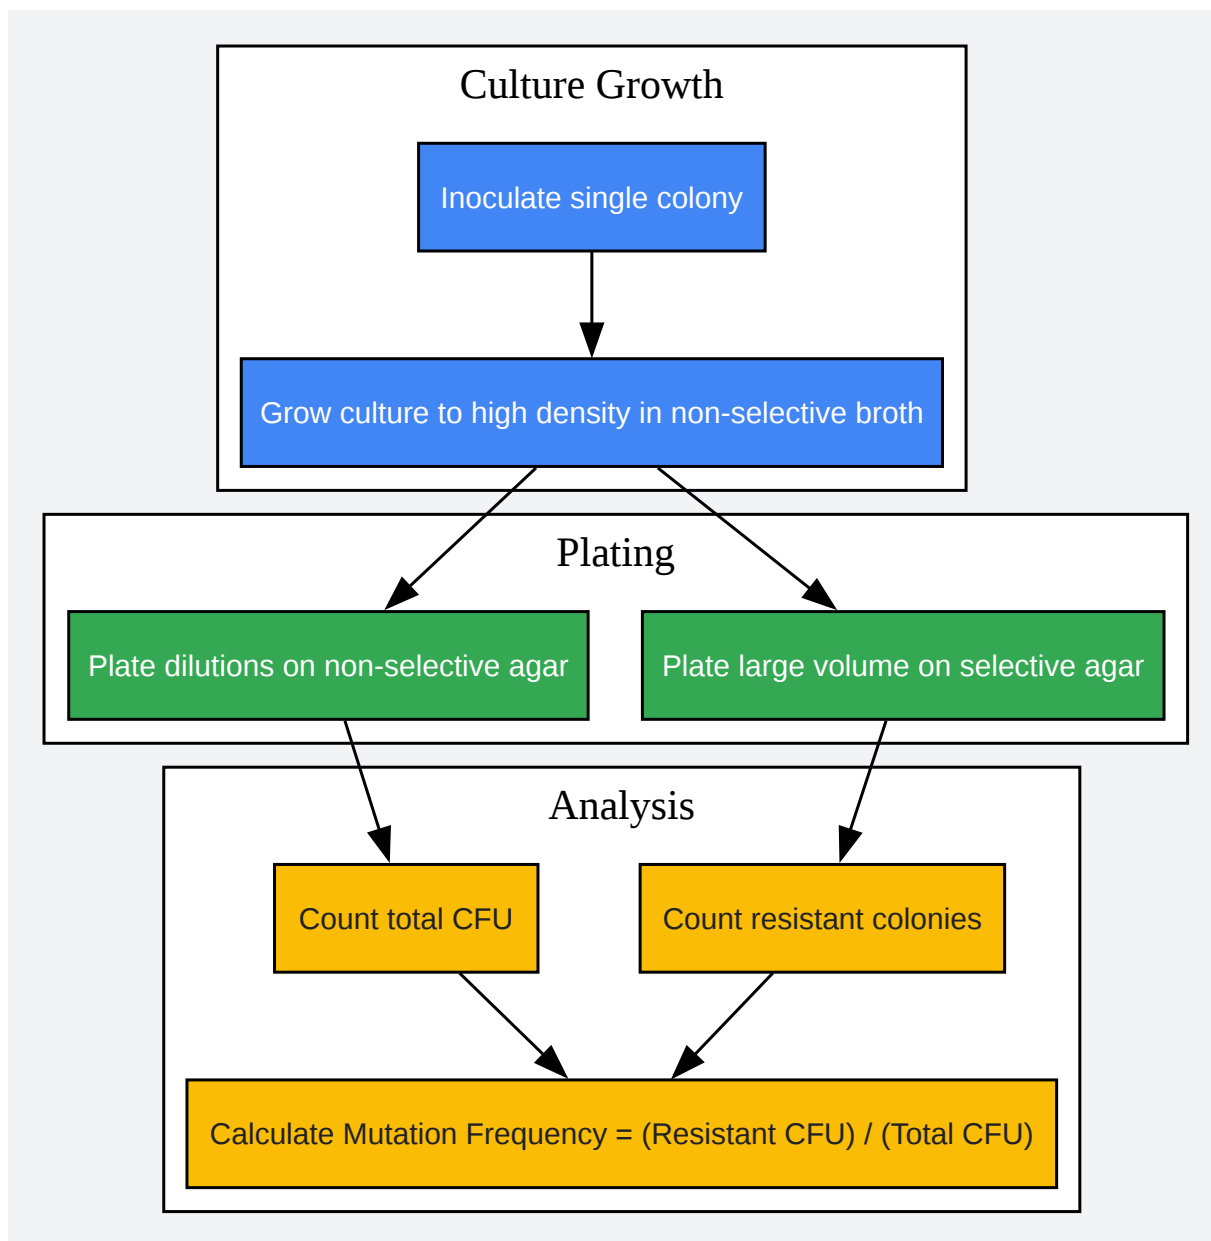 Culture Growth
Inoculate single colony
Grow culture to high density in non-selective broth
Plating
Plate dilutions on non-selective agar
Plate large volume on selective agar
Analysis
Count total CFU
Count resistant colonies
Calculate Mutation Frequency = (Resistant CFU) / (Total CFU)